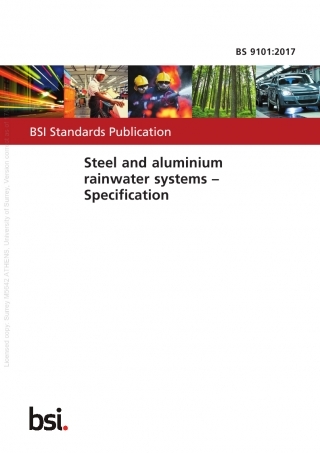 BS 9101:2017
BSI Standards Publication
Steel and aluminium
rainwater systems –
Specification
bsi.